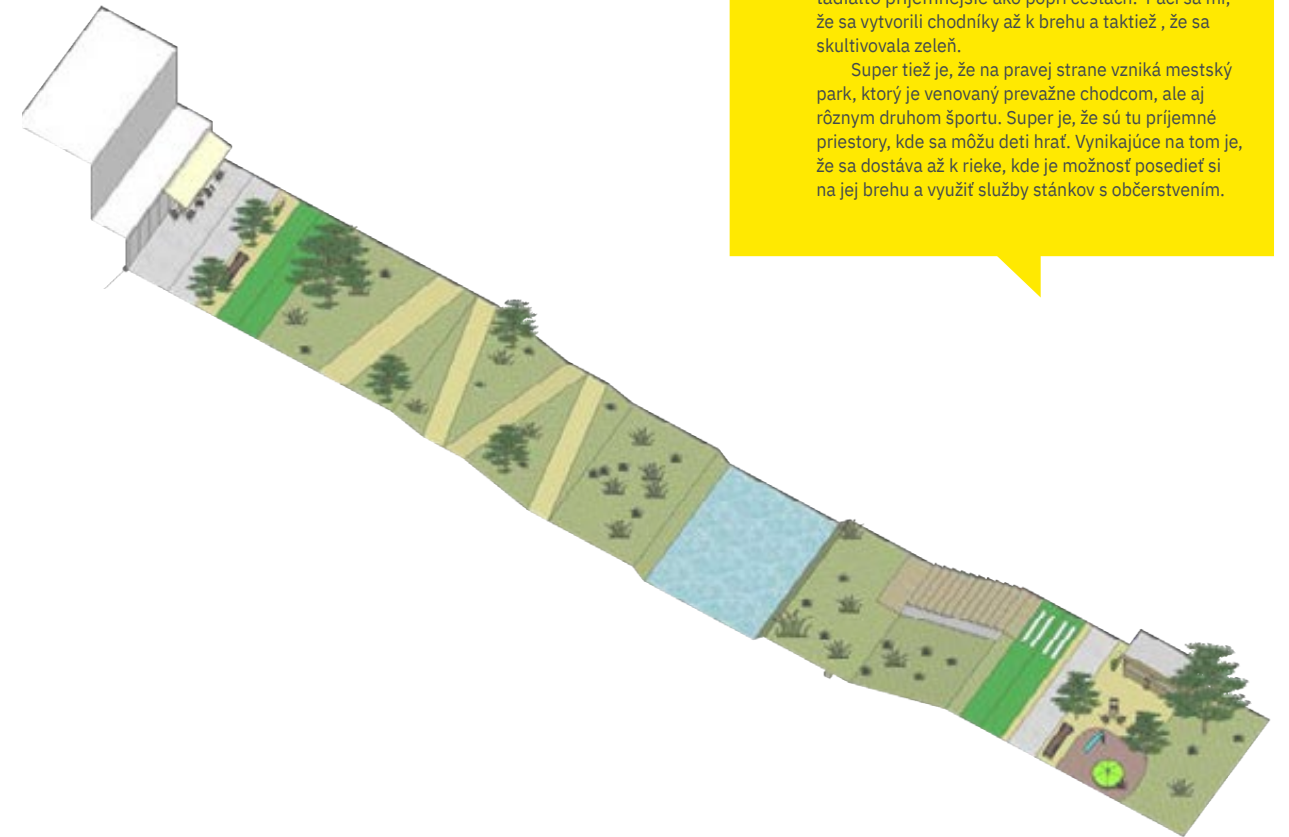 tadiaľto príjemnejšie ako popri cestách. Páči sa mi,
že sa vytvorili chodníky až k brehu a taktiež , že sa
skultivovala zeleň.
Super tiež je, že na pravej strane vzniká mestský
park, ktorý je venovaný prevažne chodcom, ale aj
rôznym druhom športu. Super je, že sú tu príjemné
priestory, kde sa môžu deti hrať. Vynikajúce na tom je,
že sa dostáva až k rieke, kde je možnosť posedieť si
na jej brehu a využiť služby stánkov s občerstvením.